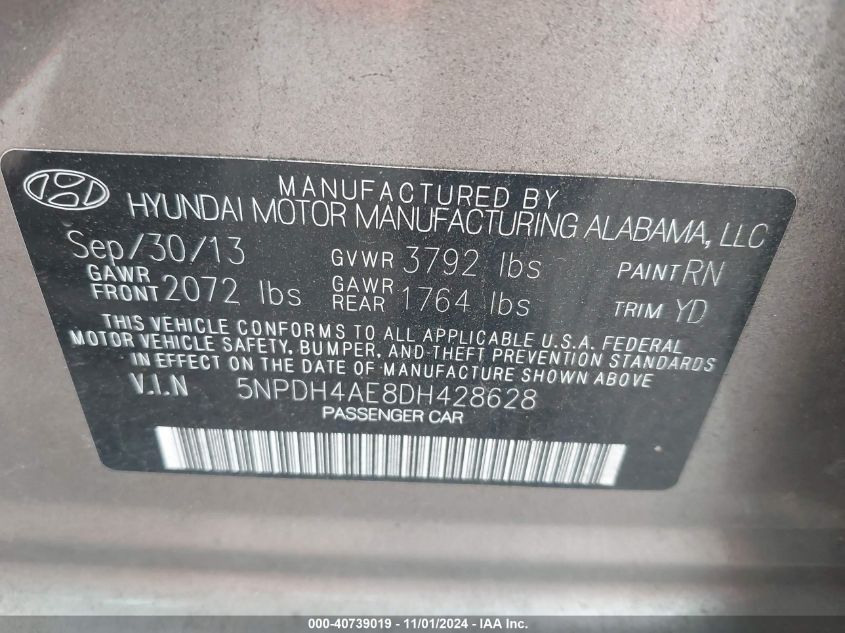 MANUFACTURED BY
HYUNDAI MOTOR MANUFACTURING ALABAMA, LLC
Sep/30/13 GVWR 3792 lbs PAINT RN
GAWR FRONT 2072 lbs GAWR REAR 1764 lbs TRIM YD
THIS VEHICLE CONFORMS TO ALL APPLICABLE U.S.A. FEDERAL
MOTOR VEHICLE SAFETY, BUMPER, AND THEFT PREVENTION STANDARDS
IN EFFECT ON THE DATE OF MANUFACTURE SHOWN ABOVE.
V.I.N 5NPDH4AE8DH428628
PASSENGER CAR
000-40739019 - 11/01/2024 - IAA Inc.